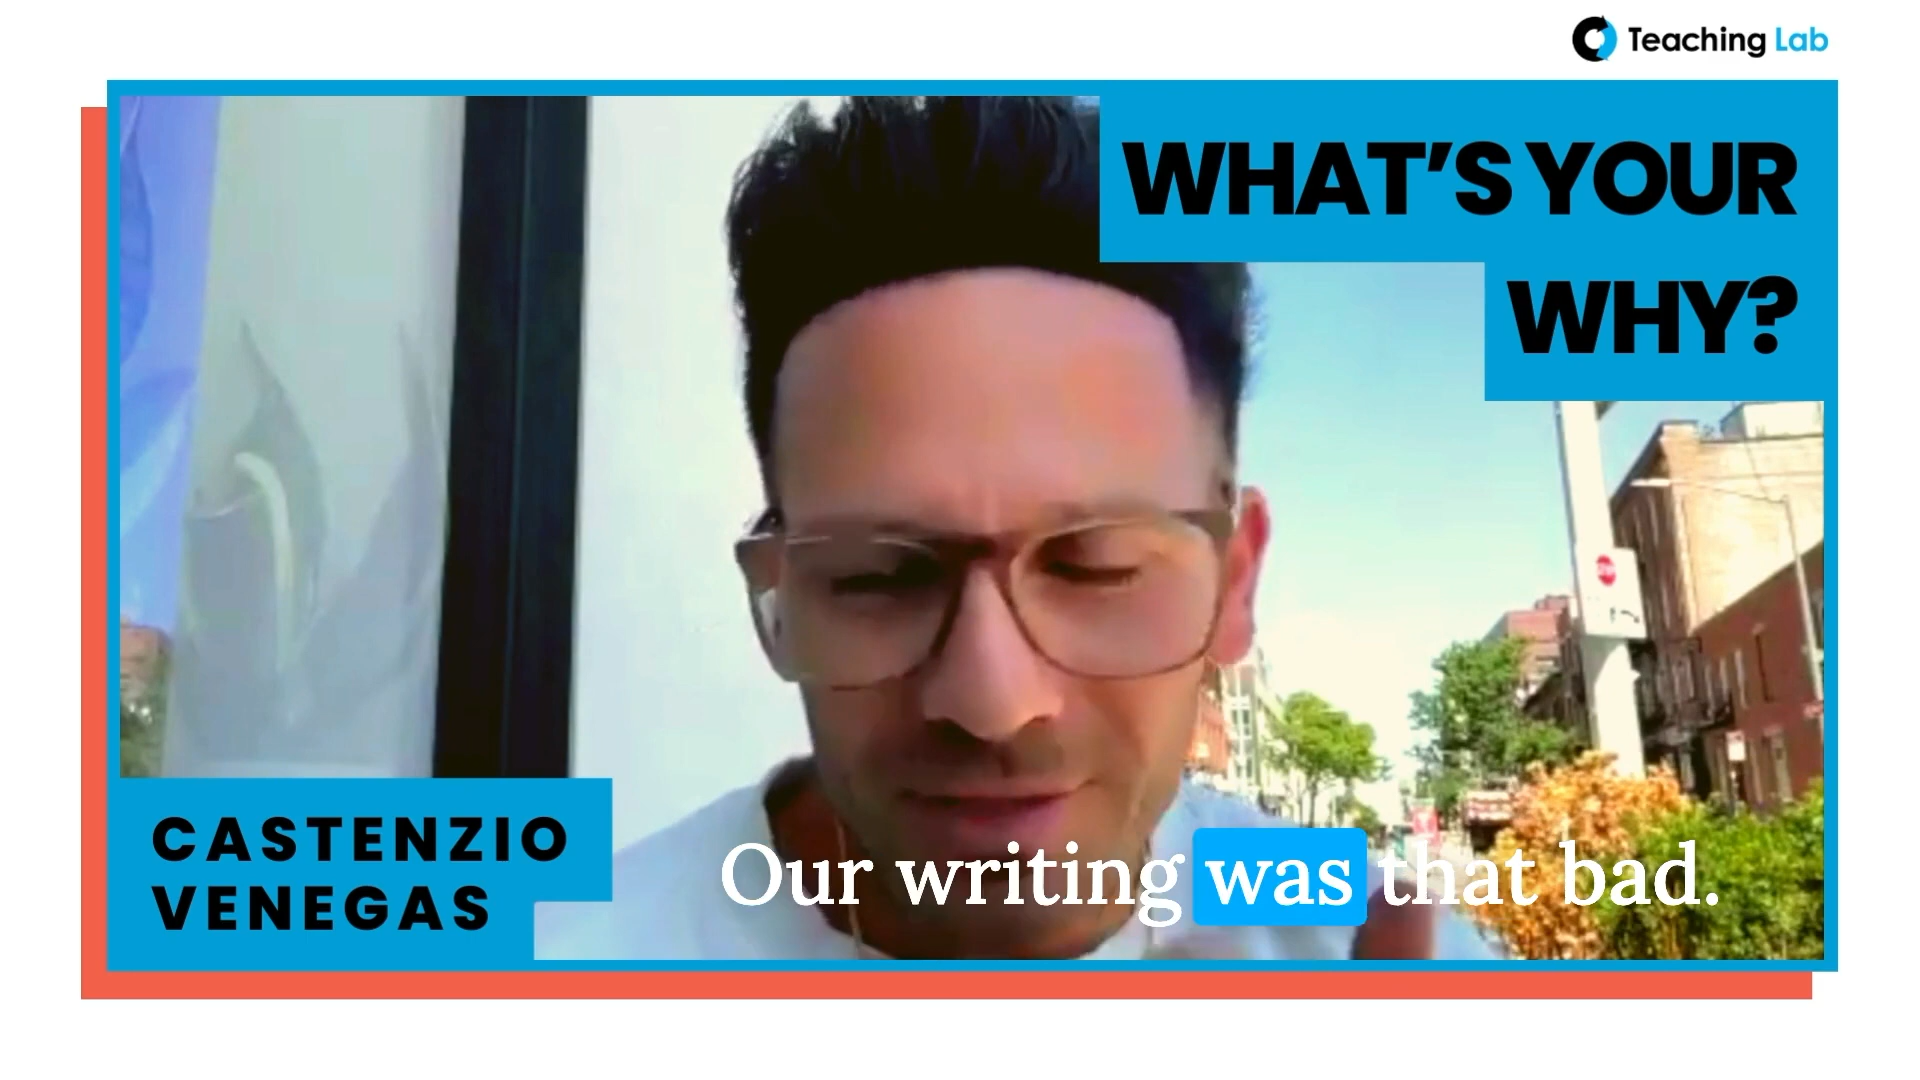 Teaching Lab
WHAT'S YOUR
WHY?
CASTENZIO
VENEGAS
Our writing was that bad.